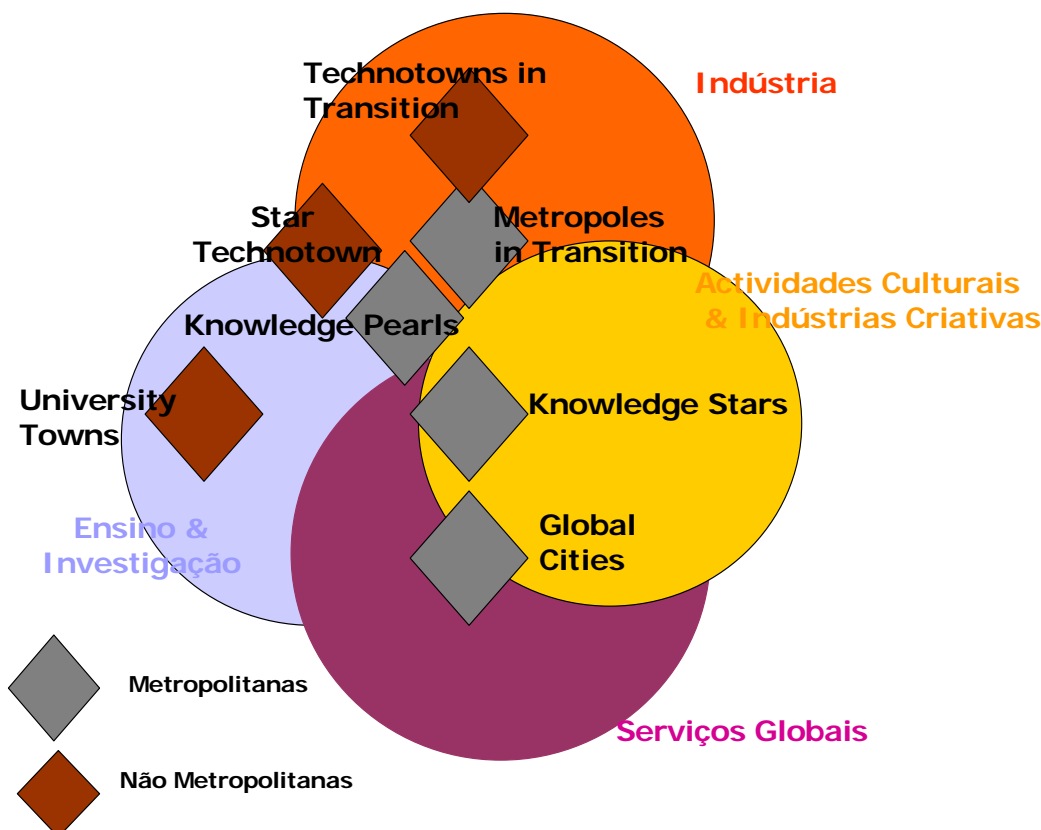 Technotowns in
Transition
Indústria
Star
Technotown
Metropoles
in Transition
Actividades Culturais
& Indústrias Criativas
Knowledge Pearls
University
Towns
Knowledge Stars
Ensino &
Investigação
Global
Cities
Metropolitanas
Serviços Globais
Não Metropolitanas